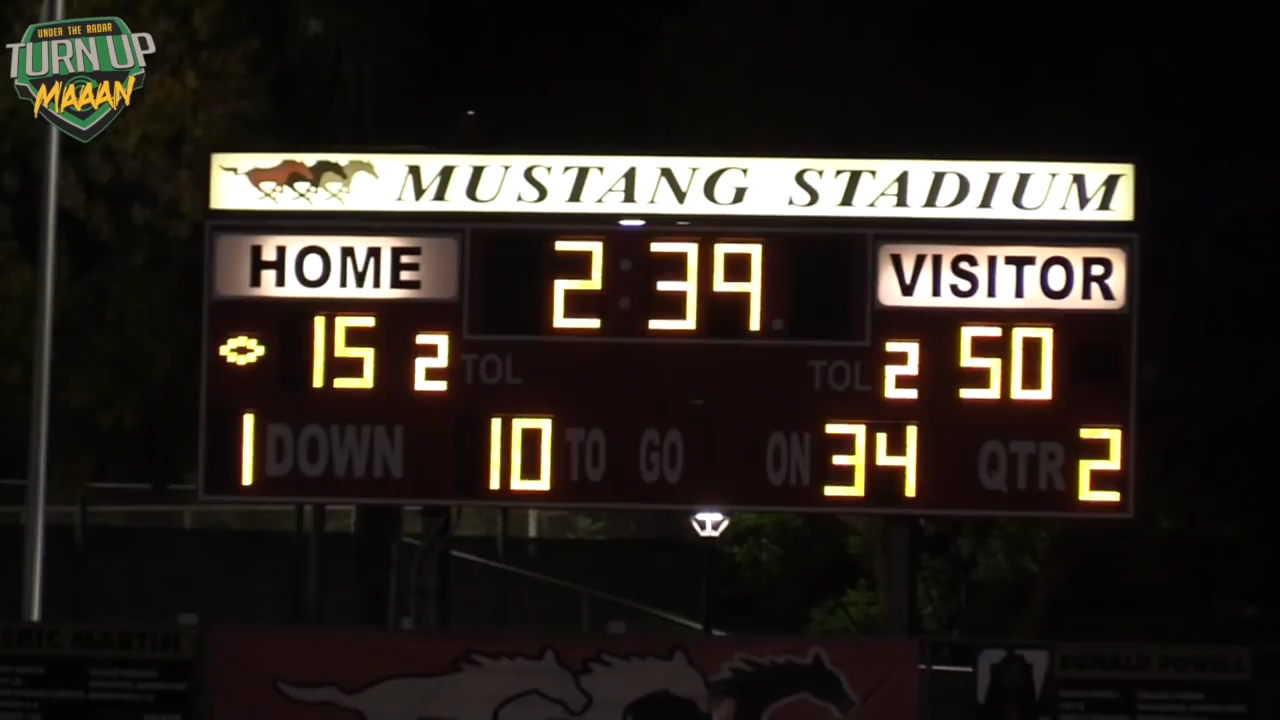 UNDER THE RADAR
TURN UP
MAAAN
MUSTANG STADIUM
HOME 2:39 VISITOR
15 2 TOL TOL 2 50
1 DOWN 10 TO GO ON 34 QTR 2
ERIC MARTIN
RONALD POWELL